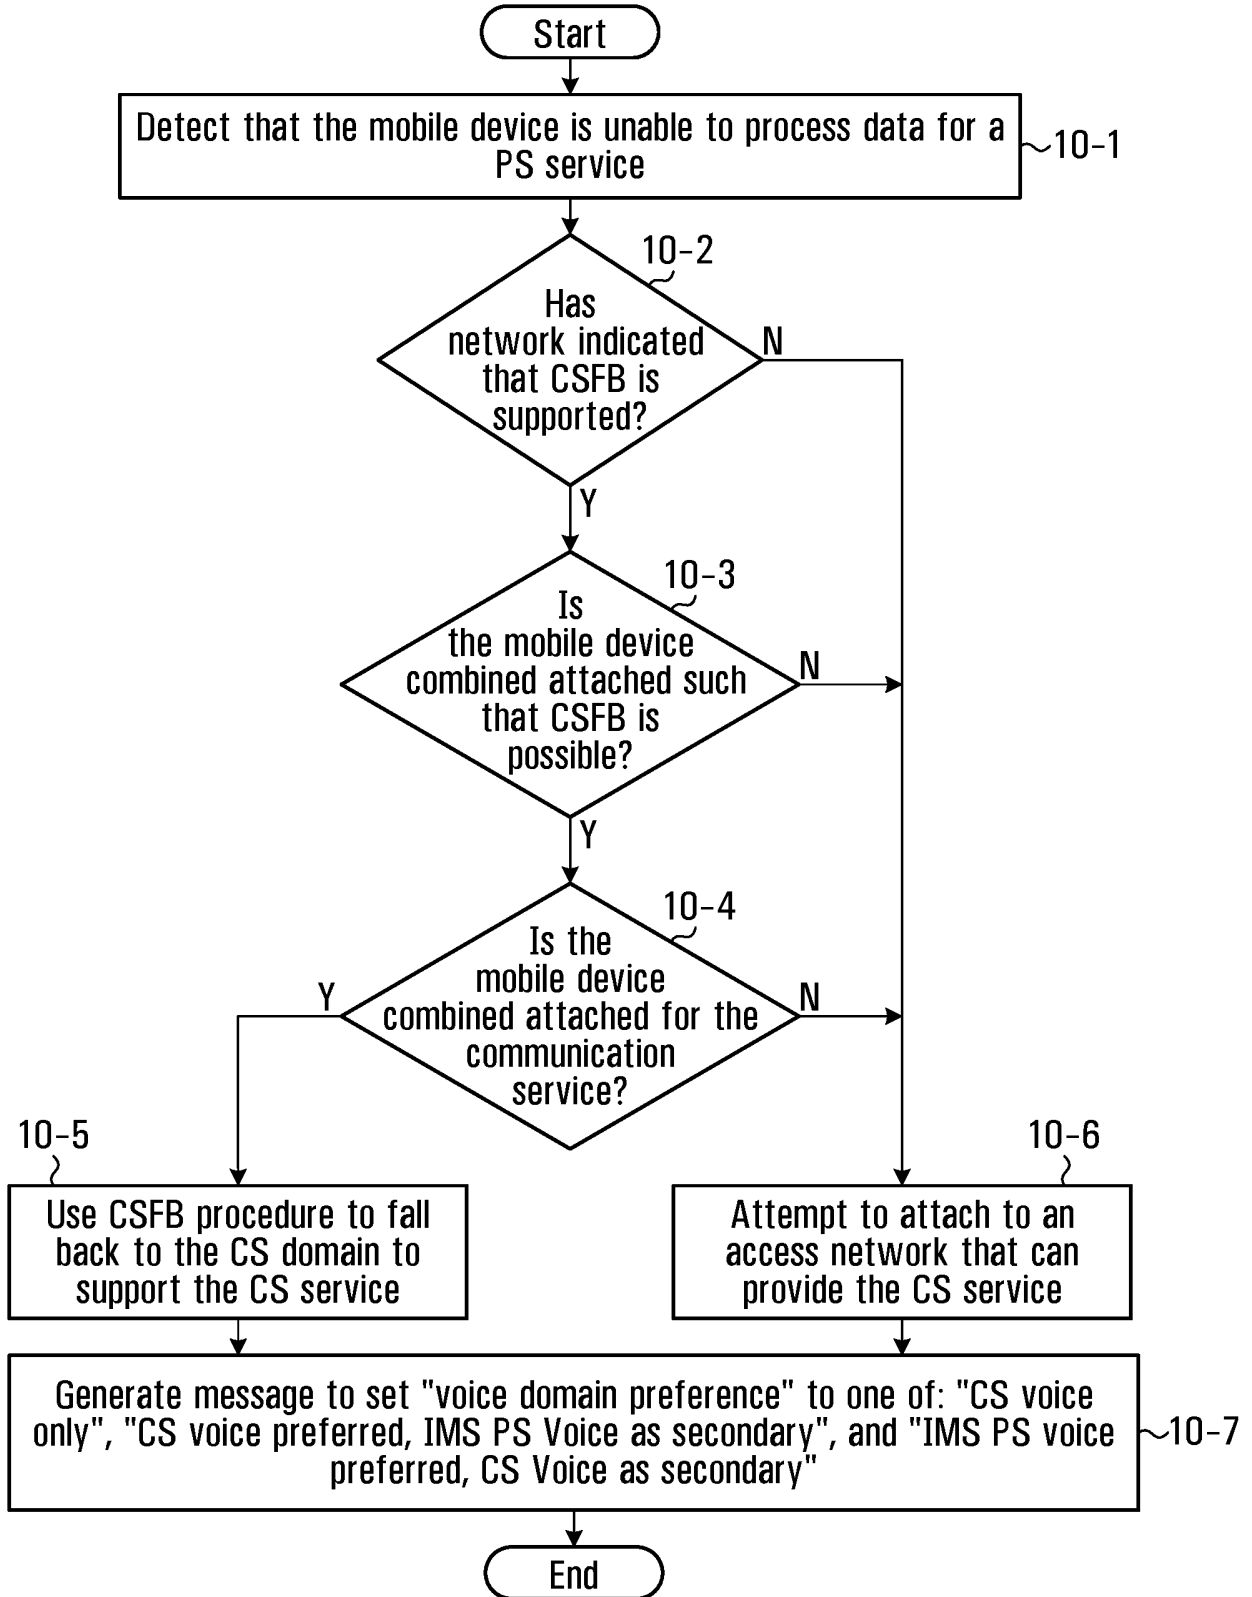 Start
Detect that the mobile device is unable to process data for a
PS service
10-1
10-2
Has
network indicated
that CSFB is
supported?
N
Y
10-3
Is
the mobile device
combined attached such
that CSFB is
possible?
N
Y
10-4
Is the
mobile device
combined attached for the
communication
service?
Y
N
10-5
Use CSFB procedure to fall
back to the CS domain to
support the CS service
10-6
Attempt to attach to an
access network that can
provide the CS service
Generate message to set "voice domain preference" to one of: "CS voice
only", "CS voice preferred, IMS PS Voice as secondary", and "IMS PS voice
preferred, CS Voice as secondary"
10-7
End